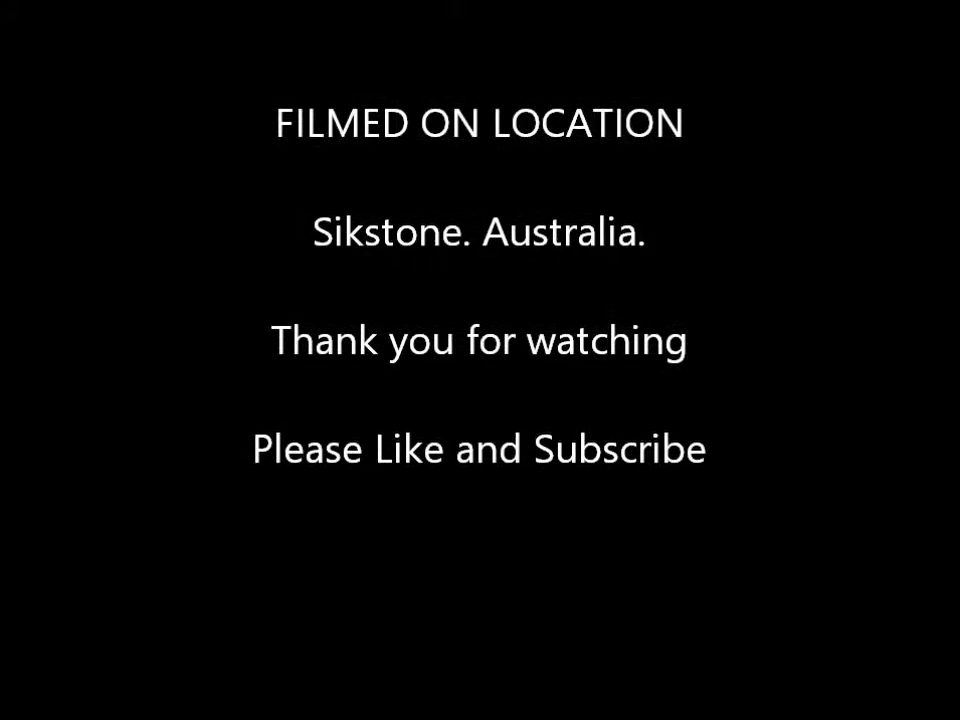 FILMED ON LOCATION
Sikstone. Australia.
Thank you for watching
Please Like and Subscribe